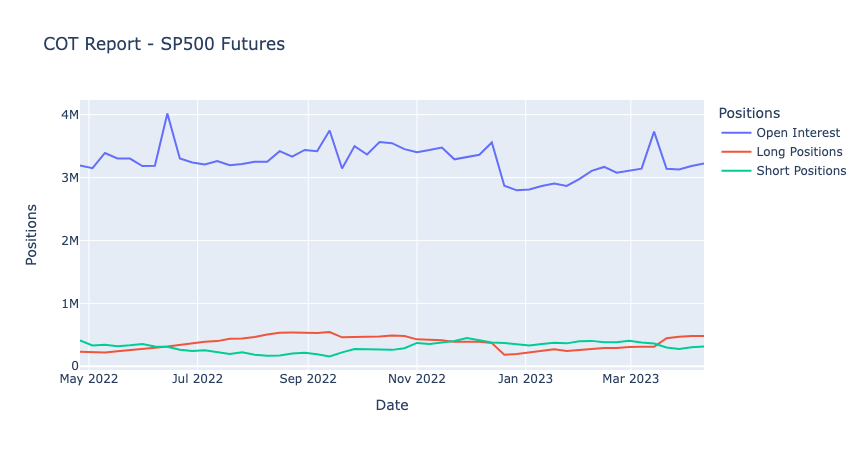 COT Report - SP500 Futures
Positions
4M
3M
2M
1M
0
May 2022
Jul 2022
Sep 2022
Nov 2022
Jan 2023
Mar 2023
Date
Positions
Open Interest
Long Positions
Short Positions